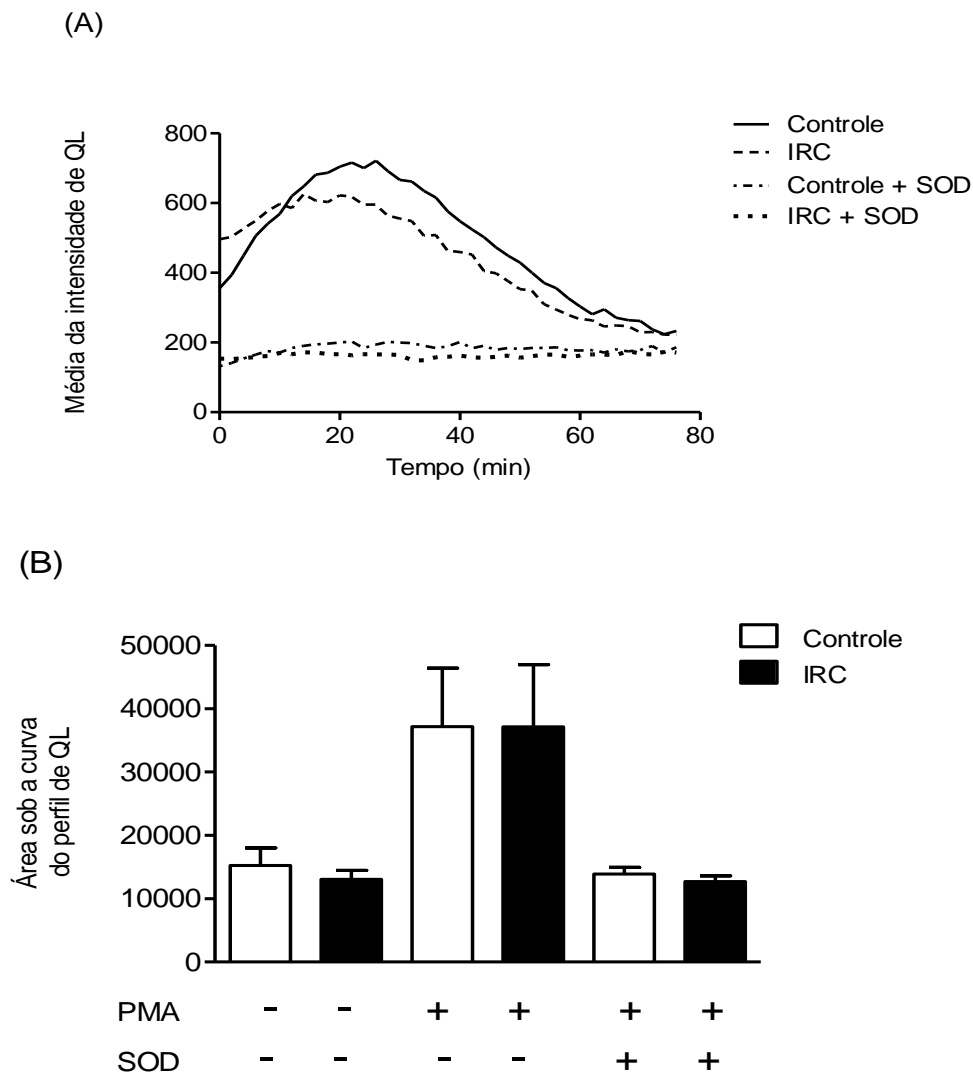 (A)
Média da intensidade de QL
800
600
400
200
0
0 20 40 60 80
Tempo (min)
Controle
IRC
Controle + SOD
IRC + SOD
(B)
Área sob a curva
do perfil de QL
50000
40000
30000
20000
10000
0
Controle
IRC
PMA - - + + + +
SOD - - - - + +